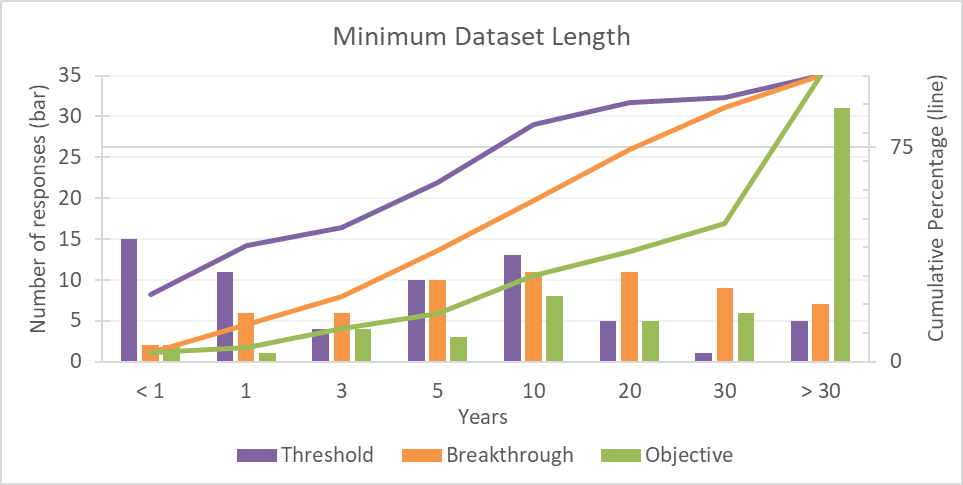 Minimum Dataset Length
Number of responses (bar)
35
30
25
20
15
10
5
0
75
0
Cumulative Percentage (line)
< 1 1 3 5 10 20 30 > 30
Years
Threshold Breakthrough Objective